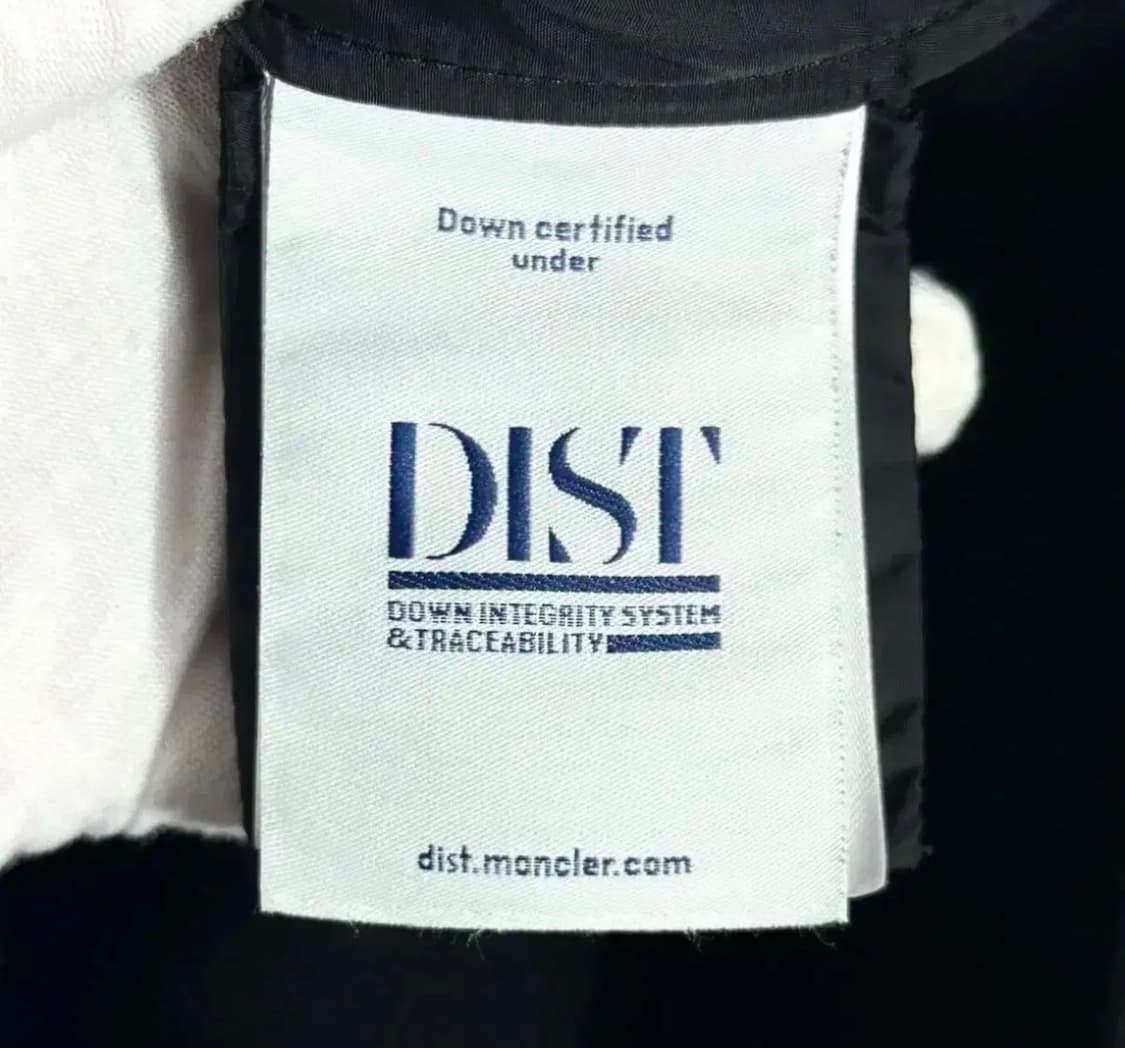 Down certified
under
DIST
DOWN INTEGRITY SYSTEM
&TRACEABILITY
dist.moncler.com